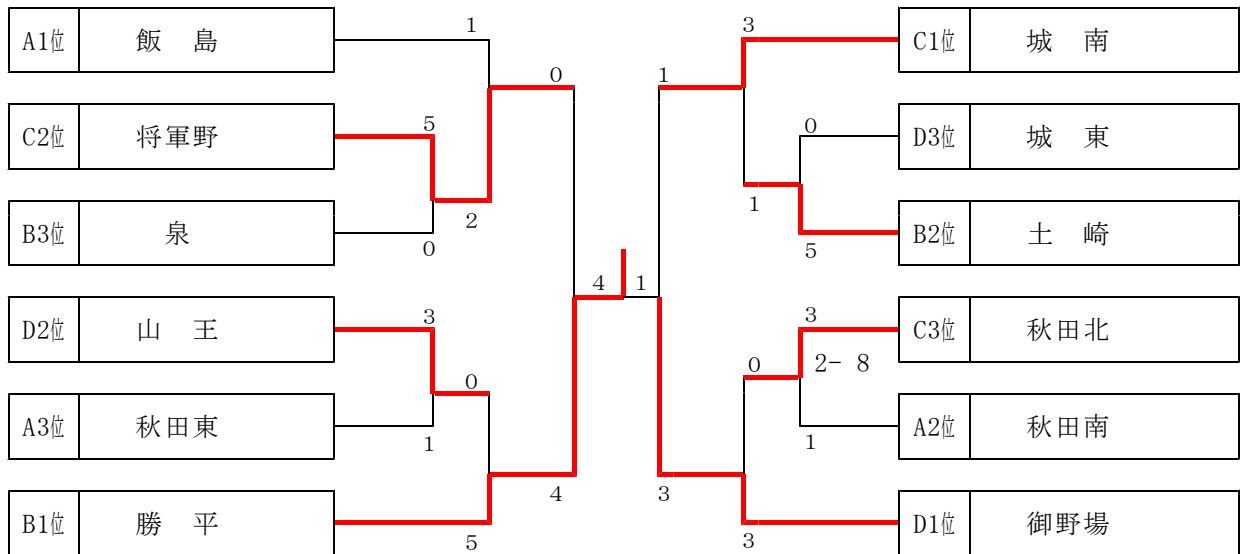 1 3
A1位 飯 島 C1位 城 南
0 1
C2位 将軍野 5 0 D3位 城 東
2 1
B3位 泉 0 5 B2位 土 崎
4 1
D2位 山 王 3 3 C3位 秋田北
0 0 2- 8
A3位 秋田東 1 1 A2位 秋田南
4 3
B1位 勝 平 D1位 御野場
5 3